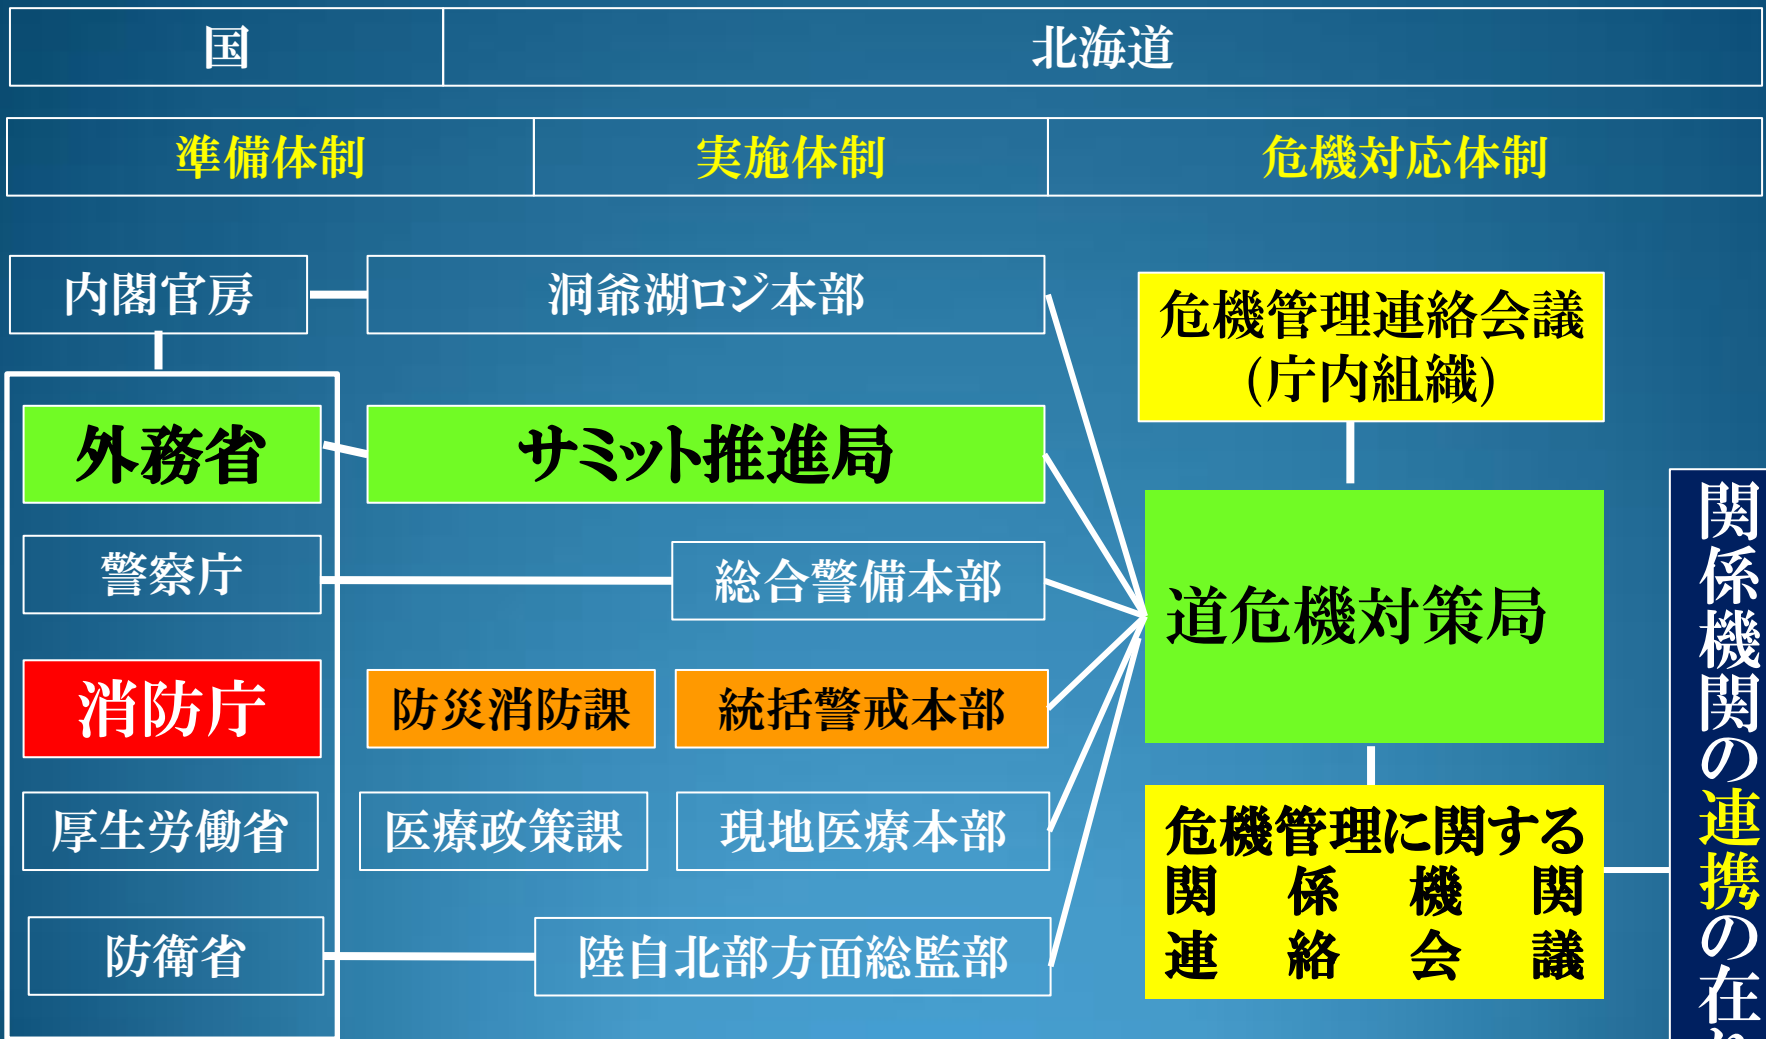 国
北海道
準備体制
実施体制
危機対応体制
内閣官房
洞爺湖ロジ本部
危機管理連絡会議
(庁内組織)
外務省
サミット推進局
警察庁
総合警備本部
道危機対策局
消防庁
防災消防課
統括警戒本部
厚生労働省
医療政策課
現地医療本部
危機管理に関する
関係機関
連絡会議
防衛省
陸自北部方面総監部
関係機関の連携の在